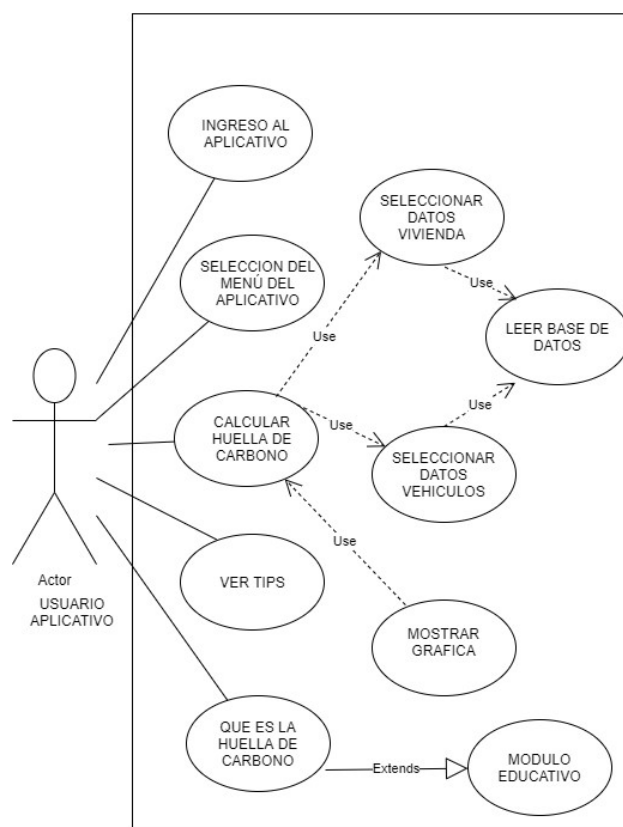 INGRESO AL
APLICATIVO
SELECCIONAR
DATOS
VIVIENDA
SELECCION DEL
MENÚ DEL
APLICATIVO
Use
LEER BASE DE
DATOS
Use
CALCULAR
HUELLA DE
CARBONO
Use
Use
SELECCIONAR
DATOS
VEHICULOS
Use
Actor
USUARIO
APLICATIVO
VER TIPS
MOSTRAR
GRAFICA
QUE ES LA
HUELLA DE
CARBONO
Extends
MODULO
EDUCATIVO